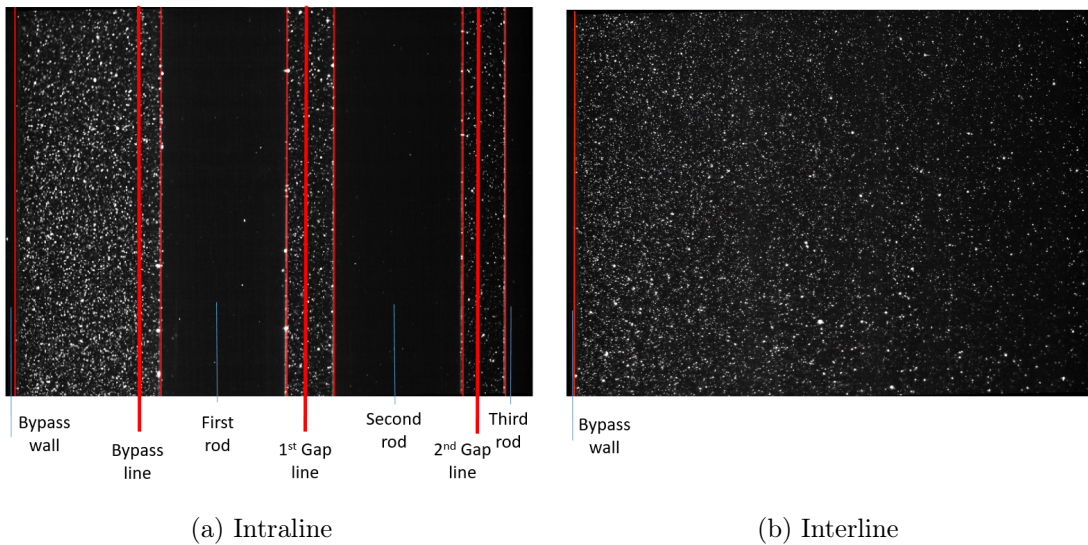 Bypass
wall
Bypass
line
First
rod
1st Gap
line
Second
rod
2nd Gap
line
Third
rod
Bypass
wall
(a) Intraline
(b) Interline